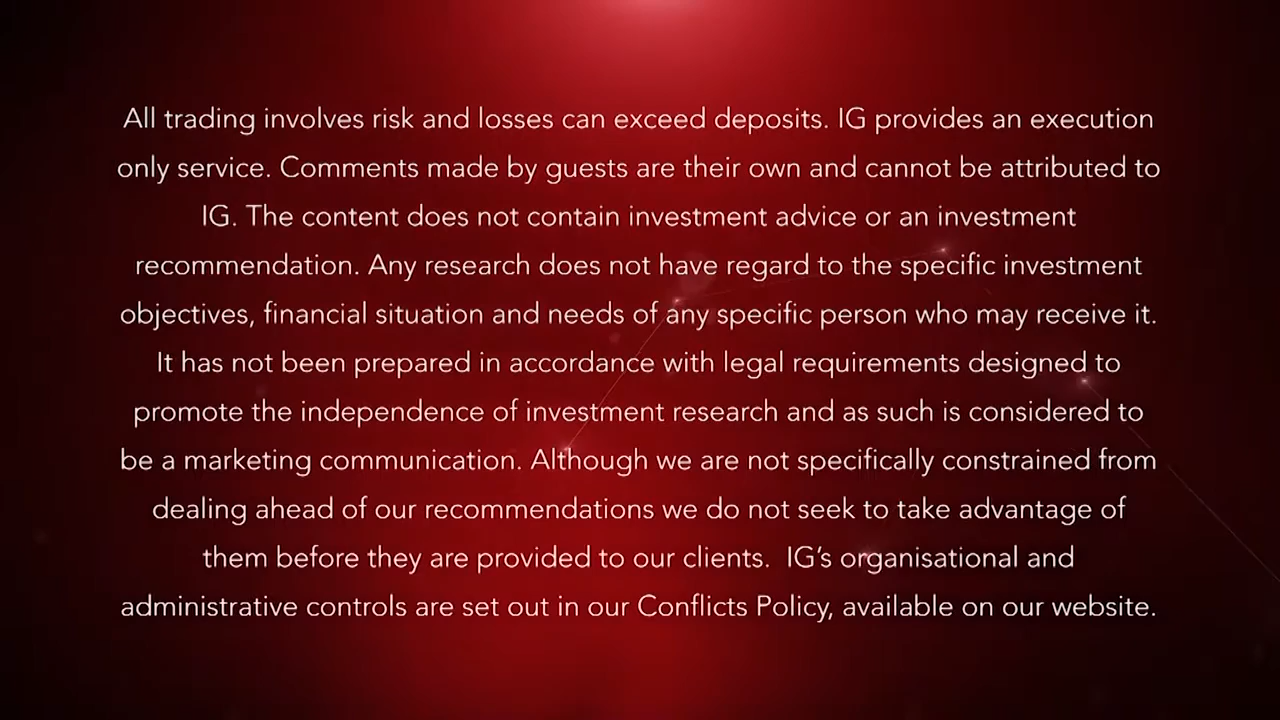 All trading involves risk and losses can exceed deposits. IG provides an execution
only service. Comments made by guests are their own and cannot be attributed to
IG. The content does not contain investment advice or an investment
recommendation. Any research does not have regard to the specific investment
objectives, financial situation and needs of any specific person who may receive it.
It has not been prepared in accordance with legal requirements designed to
promote the independence of investment research and as such is considered to
be a marketing communication. Although we are not specifically constrained from
dealing ahead of our recommendations we do not seek to take advantage of
them before they are provided to our clients.  IG’s organisational and
administrative controls are set out in our Conflicts Policy, available on our website.